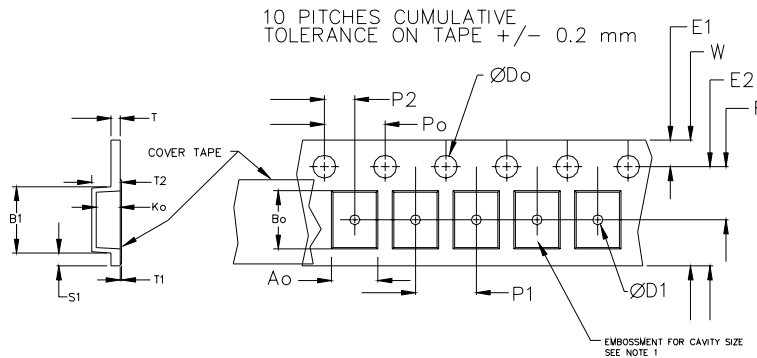 10 PITCHES CUMULATIVE
TOLERANCE ON TAPE +/- 0.2 mm
E1
W
ØDo
E2
P2
F
Po
T
COVER TAPE
T2
B1
Ko
Bo
Ao
P1
ØD1
S1
T1
EMBOSSMENT FOR CAVITY SIZE
SEE NOTE 1